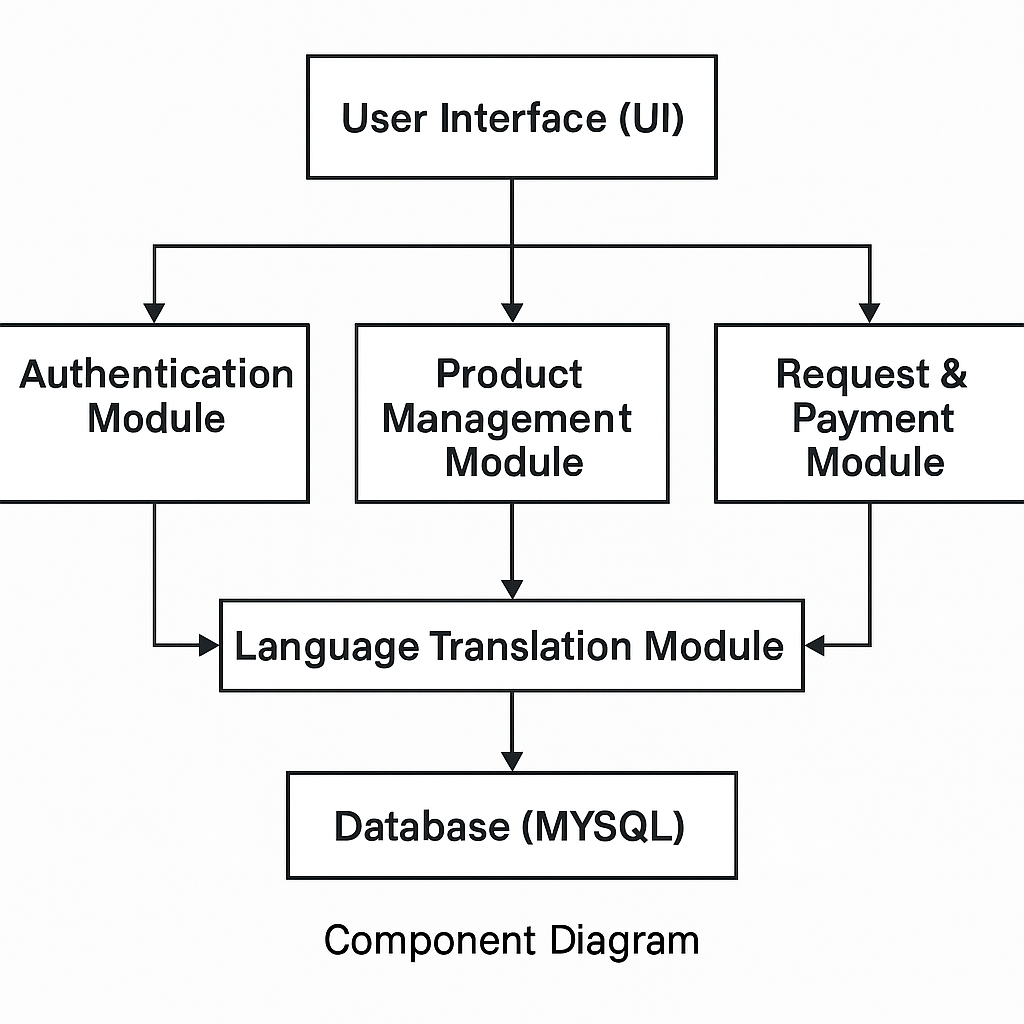 User Interface (UI)
Authentication
Module
Product
Management
Module
Request &
Payment
Module
Language Translation Module
Database (MYSQL)
Component Diagram